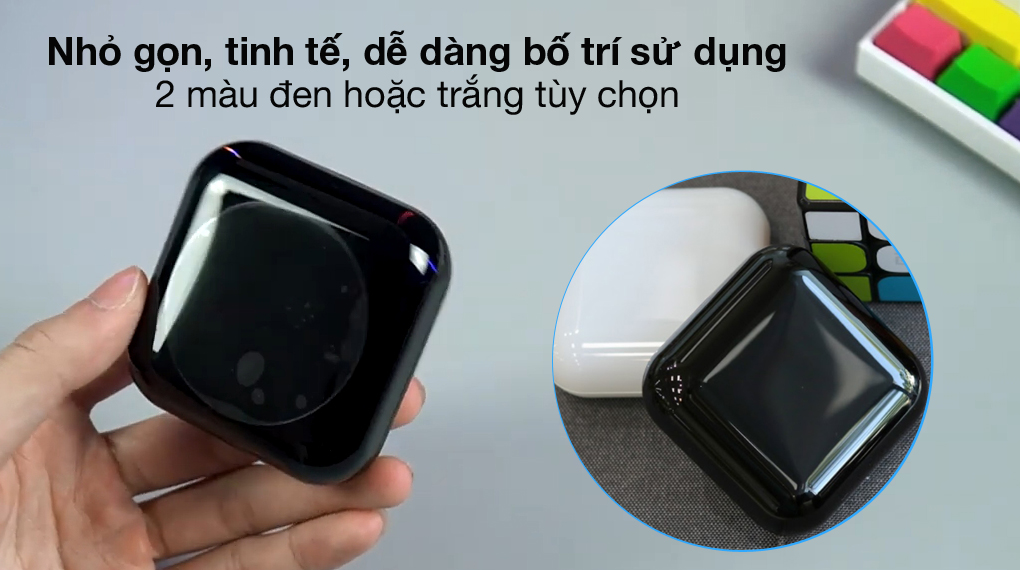 Nhỏ gọn, tinh tế, dễ dàng bố trí sử dụng
2 màu đen hoặc trắng tùy chọn